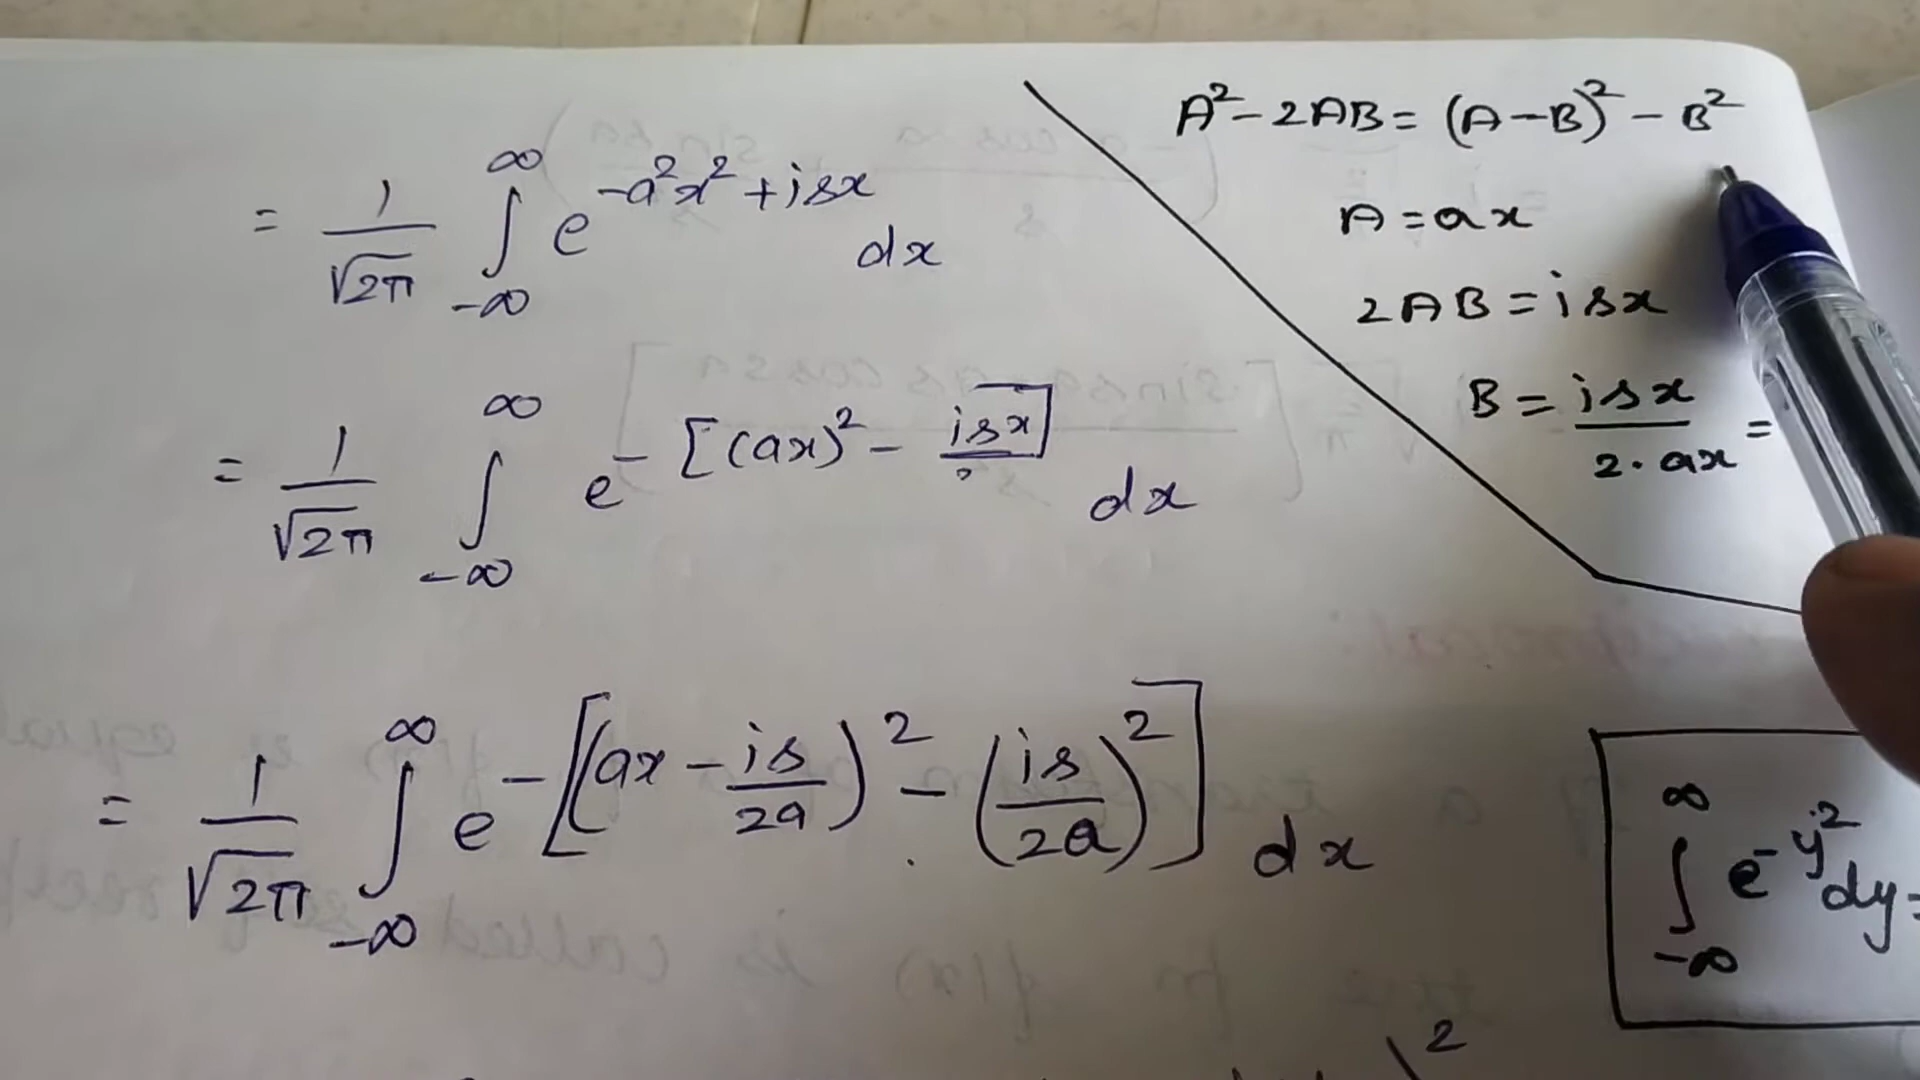 = 1/√2π ∫_{-∞}^{∞} e^{-a²x² + isx} dx
= 1/√2π ∫_{-∞}^{∞} e^{-[(ax)² - isx]} dx
= 1/√2π ∫_{-∞}^{∞} e^{-[(ax - is/2a)² - (is/2a)²]} dx
A² - 2AB = (A-B)² - B²
A = ax
2AB = isx
B = isx/2·ax =
∫_{-∞}^{∞} e^{-y²} dy =